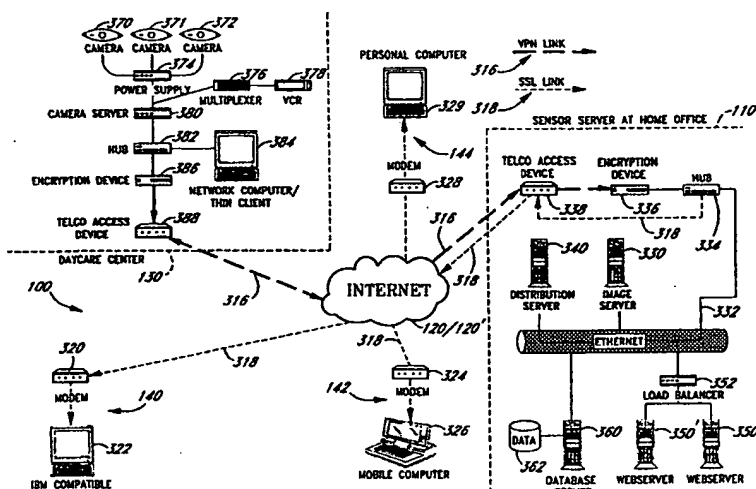 370 371 372
CAMERA CAMERA CAMERA
374
POWER SUPPLY
376 378
MULTIPLEXER VCR
CAMERA SERVER 380
382
HUB
384
386
ENCRYPTION DEVICE
NETWORK COMPUTER/
THIN CLIENT
TELCO ACCESS
DEVICE
388
DAYCARE CENTER
130
316
100
PERSONAL COMPUTER
329
144
MODEM
328
VPN LINK
316
SSL LINK
318
SENSOR SERVER AT HOME OFFICE
110
TELCO ACCESS
DEVICE
ENCRYPTION
DEVICE
HUB
338
336
334
318
316
318
340
330
DISTRIBUTION
SERVER
IMAGE
SERVER
332
ETHERNET
INTERNET
120/120'
318
318
320
MODEM
140
322
IBM COMPATIBLE
324
MODEM
142
326
MOBILE COMPUTER
352
LOAD BALANCER
DATA
362
360
350'
350
DATABASE
WEBSERVER WEBSERVER